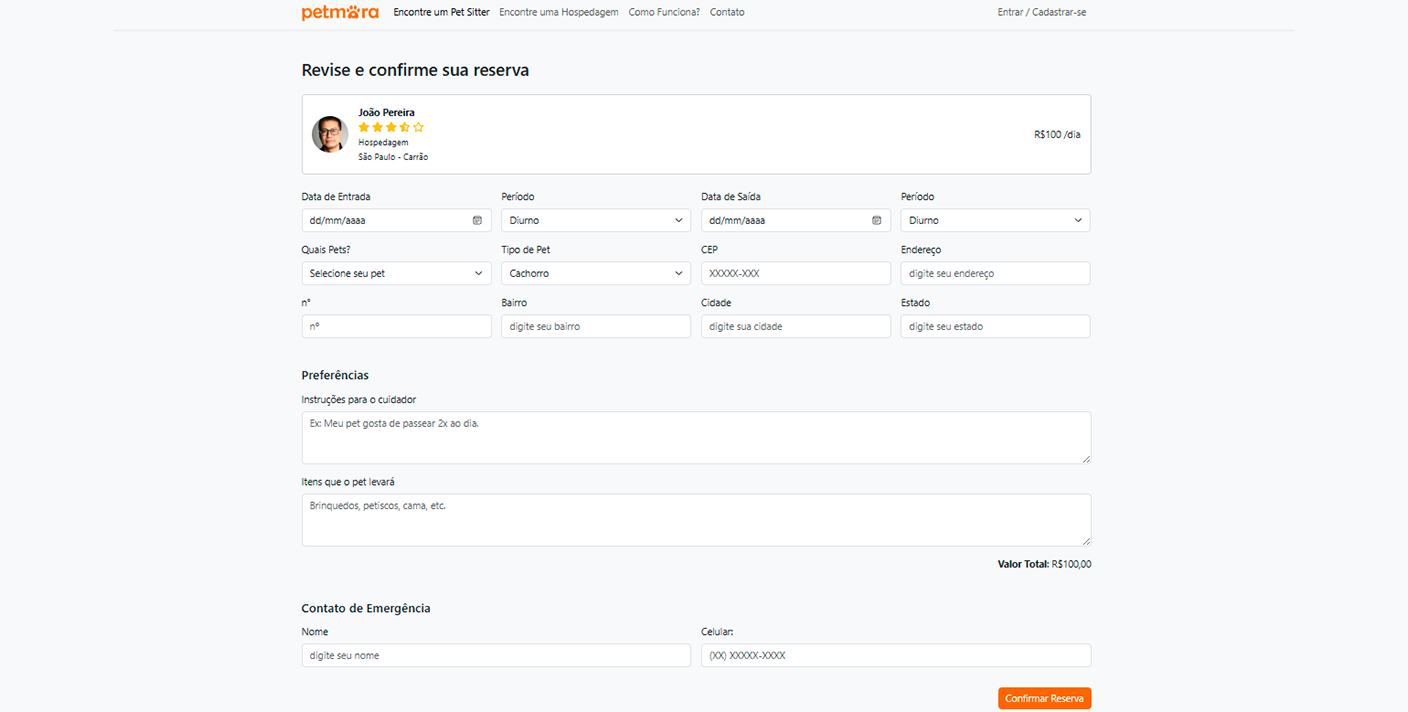 petmora Encontre um Pet Sitter Encontre uma Hospedagem Como Funciona? Contato Entrar / Cadastrar-se
Revise e confirme sua reserva
João Pereira
Hospedagem
São Paulo - Carrão
R$100 /dia
Data de Entrada Período Data de Saída Período
dd/mm/aaaa Diurno dd/mm/aaaa Diurno
Quais Pets? Tipo de Pet CEP Endereço
Selecione seu pet Cachorro XXXXX-XXX digite seu endereço
n° Bairro Cidade Estado
nº digite seu bairro digite sua cidade digite seu estado
Preferências
Instruções para o cuidador
Ex: Meu pet gosta de passear 2x ao dia.
Itens que o pet levará
Brinquedos, petiscos, cama, etc.
Valor Total: R$100,00
Contato de Emergência
Nome Celular:
digite seu nome (XX) XXXXX-XXXX
Confirmar Reserva